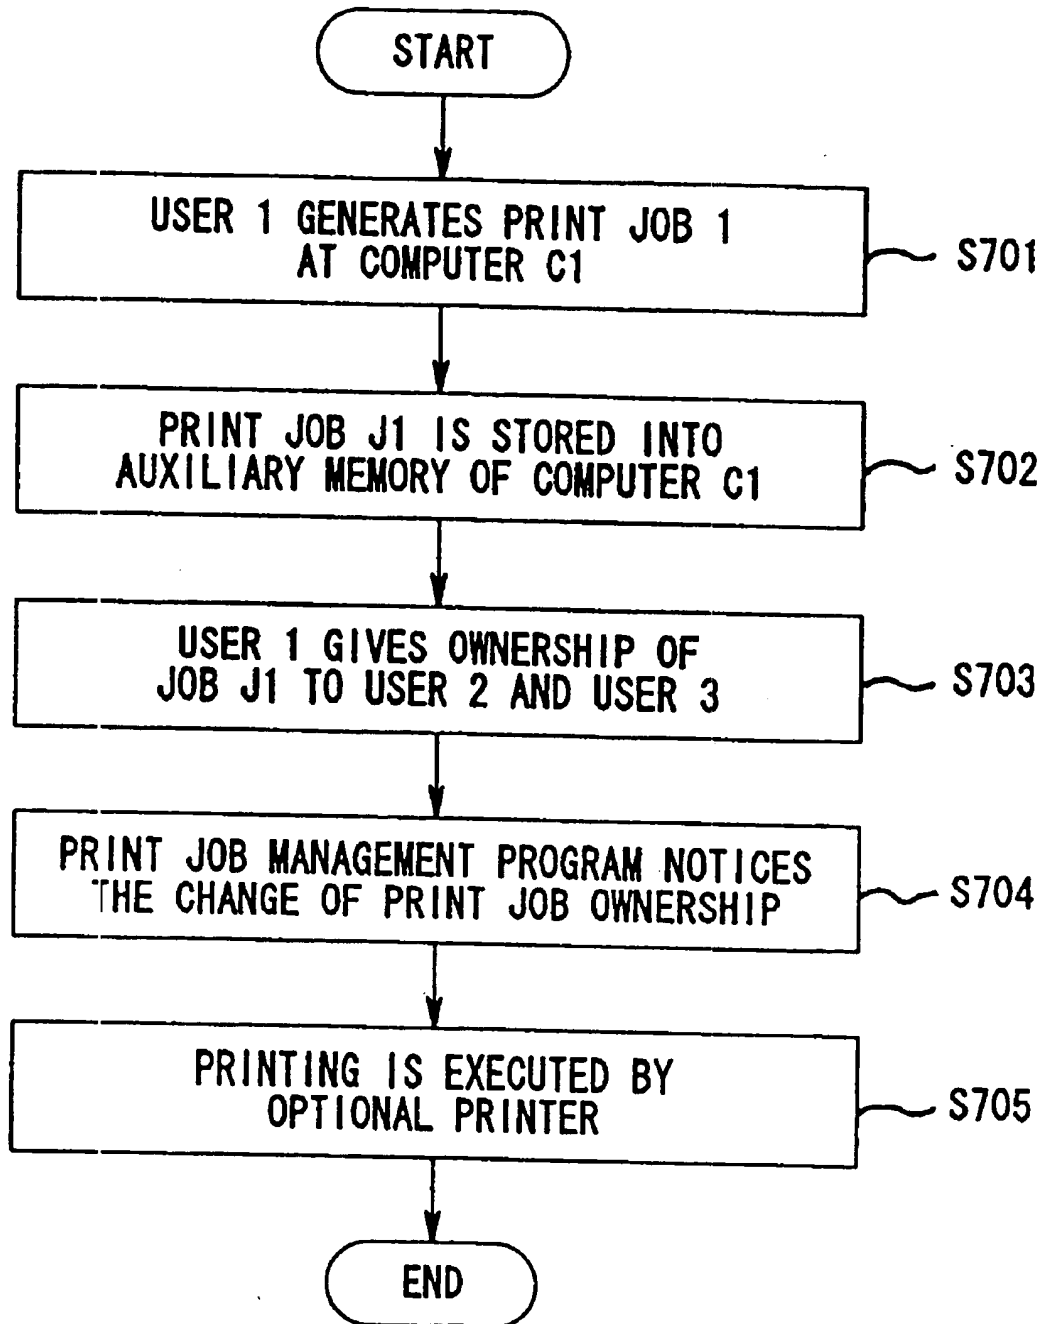 START
USER 1 GENERATES PRINT JOB 1
AT COMPUTER C1
S701
PRINT JOB J1 IS STORED INTO
AUXILIARY MEMORY OF COMPUTER C1
S702
USER 1 GIVES OWNERSHIP OF
JOB J1 TO USER 2 AND USER 3
S703
PRINT JOB MANAGEMENT PROGRAM NOTICES
THE CHANGE OF PRINT JOB OWNERSHIP
S704
PRINTING IS EXECUTED BY
OPTIONAL PRINTER
S705
END